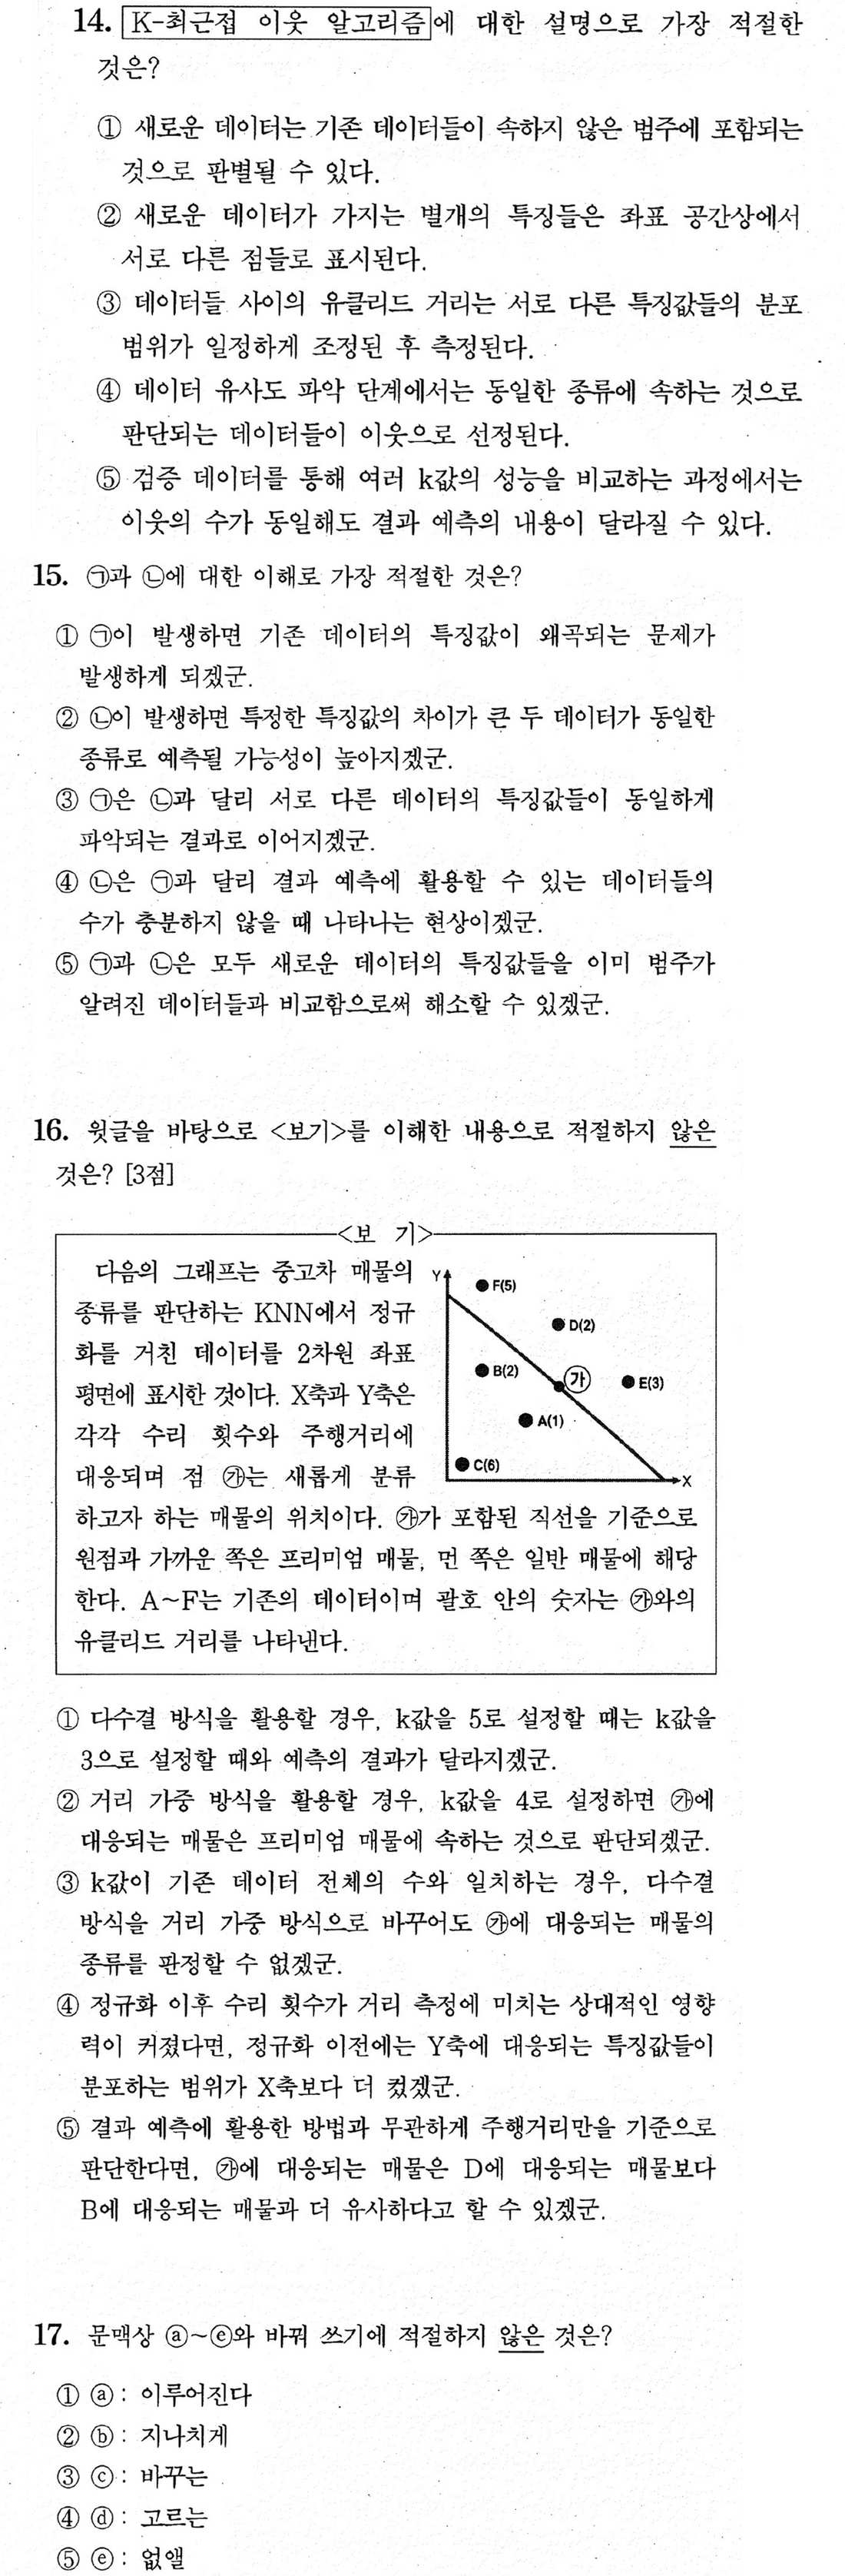 14. K-최근접 이웃 알고리즘에 대한 설명으로 가장 적절한
것은?
① 새로운 데이터는 기존 데이터들이 속하지 않은 범주에 포함되는
것으로 판별될 수 있다.
② 새로운 데이터가 가지는 별개의 특징들은 좌표 공간상에서
서로 다른 점들로 표시된다.
③ 데이터들 사이의 유클리드 거리는 서로 다른 특징값들의 분포
범위가 일정하게 조정된 후 측정된다.
④ 데이터 유사도 파악 단계에서는 동일한 종류에 속하는 것으로
판단되는 데이터들이 이웃으로 선정된다.
⑤ 검증 데이터를 통해 여러 k값의 성능을 비교하는 과정에서는
이웃의 수가 동일해도 결과 예측의 내용이 달라질 수 있다.
15. ㉠과 ㉡에 대한 이해로 가장 적절한 것은?
① ㉠이 발생하면 기존 데이터의 특징값이 왜곡되는 문제가
발생하게 되겠군.
② ㉡이 발생하면 특정한 특징값의 차이가 큰 두 데이터가 동일한
종류로 예측될 가능성이 높아지겠군.
③ ㉠은 ㉡과 달리 서로 다른 데이터의 특징값들이 동일하게
파악되는 결과로 이어지겠군.
④ ㉡은 ㉠과 달리 결과 예측에 활용할 수 있는 데이터들의
수가 충분하지 않을 때 나타나는 현상이겠군.
⑤ ㉠과 ㉡은 모두 새로운 데이터의 특징값들을 이미 범주가
알려진 데이터들과 비교함으로써 해소할 수 있겠군.
16. 윗글을 바탕으로 <보기>를 이해한 내용으로 적절하지 않은
것은? [3점]
<보 기>
다음의 그래프는 중고차 매물의
종류를 판단하는 KNN에서 정규
화를 거친 데이터를 2차원 좌표
평면에 표시한 것이다. X축과 Y축은
각각 수리 횟수와 주행거리에
대응되며 점 ㉮는 새롭게 분류
하고자 하는 매물의 위치이다. ㉮가 포함된 직선을 기준으로
원점과 가까운 쪽은 프리미엄 매물, 먼 쪽은 일반 매물에 해당
한다. A~F는 기존의 데이터이며 괄호 안의 숫자는 ㉮와의
유클리드 거리를 나타낸다.
Y
F(5)
D(2)
B(2)
㉮
E(3)
A(1)
C(6)
X
① 다수결 방식을 활용할 경우, k값을 5로 설정할 때는 k값을
3으로 설정할 때와 예측의 결과가 달라지겠군.
② 거리 가중 방식을 활용할 경우, k값을 4로 설정하면 ㉮에
대응되는 매물은 프리미엄 매물에 속하는 것으로 판단되겠군.
③ k값이 기존 데이터 전체의 수와 일치하는 경우, 다수결
방식을 거리 가중 방식으로 바꾸어도 ㉮에 대응되는 매물의
종류를 판정할 수 없겠군.
④ 정규화 이후 수리 횟수가 거리 측정에 미치는 상대적인 영향
력이 커졌다면, 정규화 이전에는 Y축에 대응되는 특징값들이
분포하는 범위가 X축보다 더 컸겠군.
⑤ 결과 예측에 활용한 방법과 무관하게 주행거리만을 기준으로
판단한다면, ㉮에 대응되는 매물은 D에 대응되는 매물보다
B에 대응되는 매물과 더 유사하다고 할 수 있겠군.
17. 문맥상 ⓐ~ⓔ와 바꿔 쓰기에 적절하지 않은 것은?
① ⓐ: 이루어진다
② ⓑ: 지나치게
③ ⓒ: 바꾸는
④ ⓓ: 고르는
⑤ ⓔ: 없앨